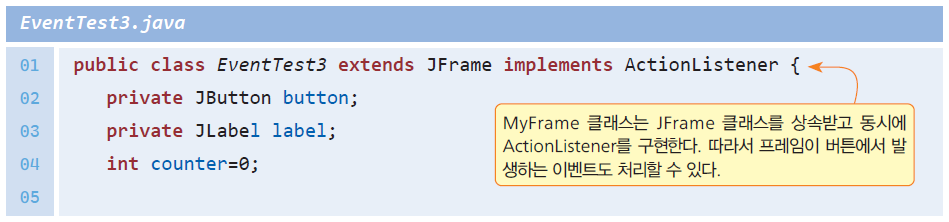 EventTest3.java
01 public class EventTest3 extends JFrame implements ActionListener {
02 private JButton button;
03 private JLabel label;
04 int counter=0;
05
MyFrame 클래스는 JFrame 클래스를 상속받고 동시에
ActionListener를 구현한다. 따라서 프레임이 버튼에서 발
생하는 이벤트도 처리할 수 있다.